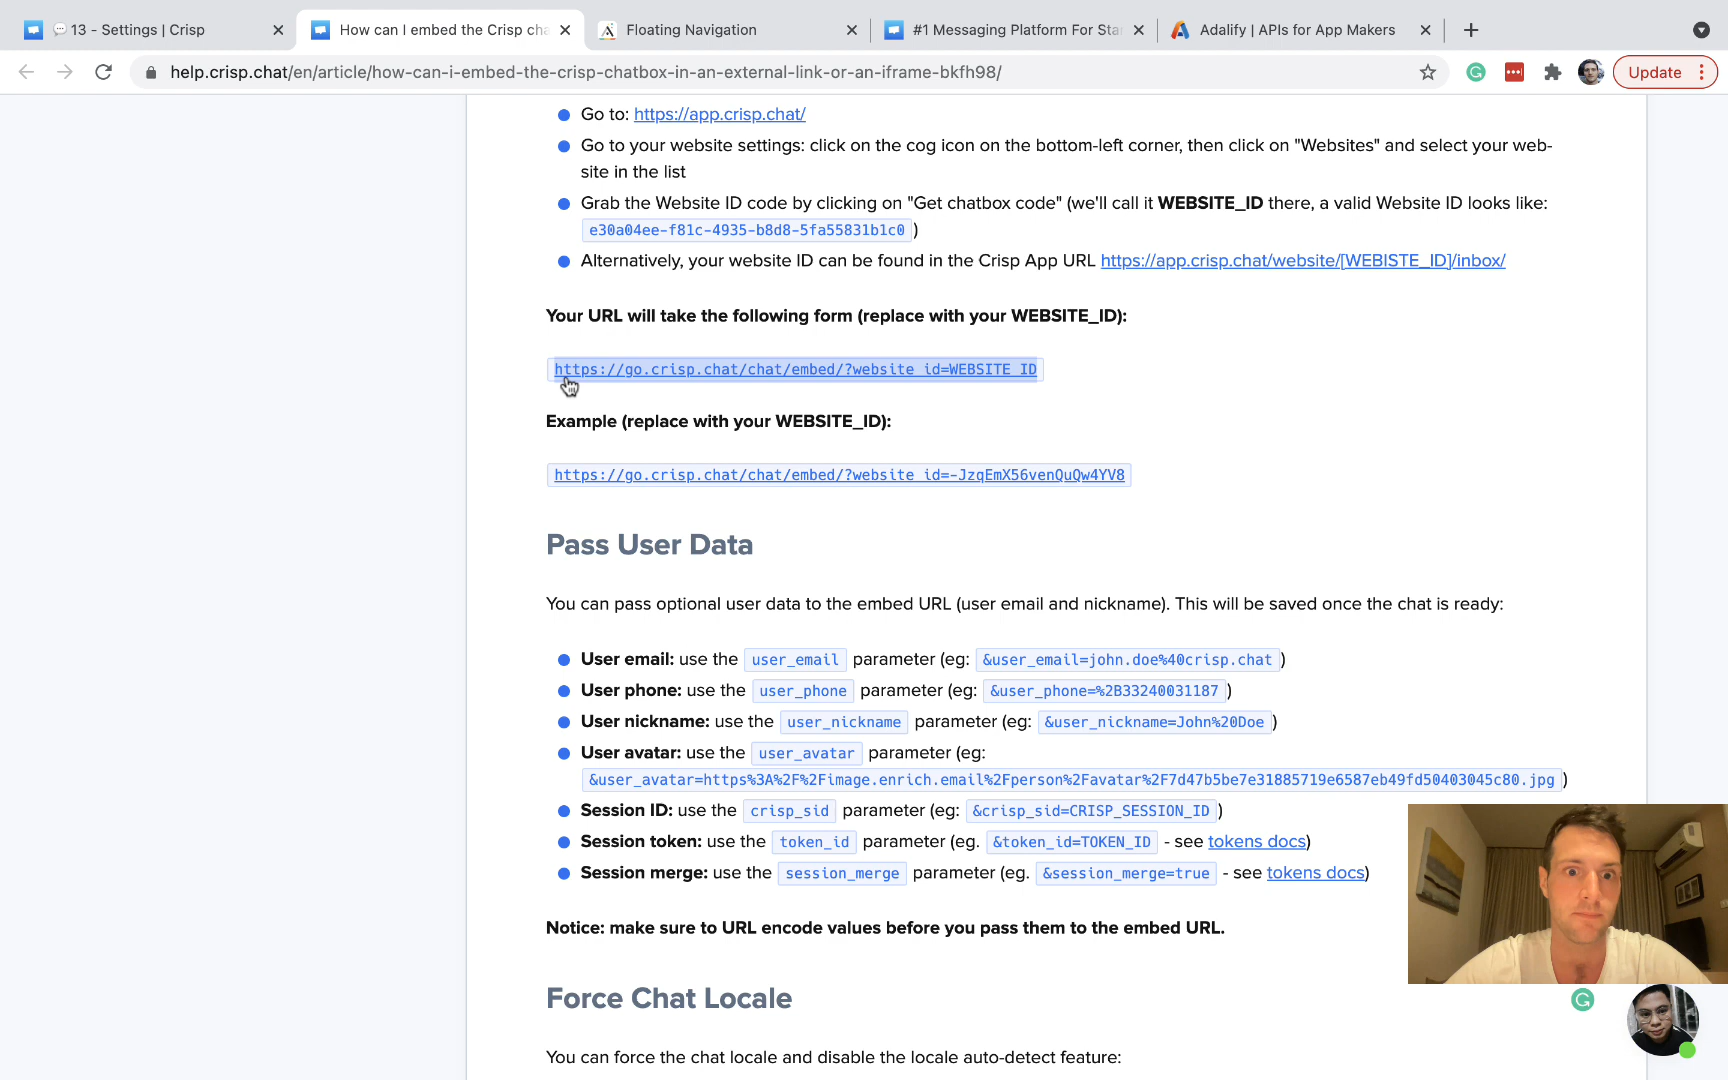 13 - Settings | Crisp
How can I embed the Crisp cha
Floating Navigation
#1 Messaging Platform For Star
Adalify | APIs for App Makers
help.crisp.chat/en/article/how-can-i-embed-the-crisp-chatbox-in-an-external-link-or-an-iframe-bkfh98/
Update
Go to: https://app.crisp.chat/
Go to your website settings: click on the cog icon on the bottom-left corner, then click on "Websites" and select your web-
site in the list
Grab the Website ID code by clicking on "Get chatbox code" (we'll call it WEBSITE_ID there, a valid Website ID looks like:
e30a04ee-f81c-4935-b8d8-5fa55831b1c0 )
Alternatively, your website ID can be found in the Crisp App URL https://app.crisp.chat/website/[WEBISTE_ID]/inbox/
Your URL will take the following form (replace with your WEBSITE_ID):
https://go.crisp.chat/chat/embed/?website_id=WEBSITE_ID
Example (replace with your WEBSITE_ID):
https://go.crisp.chat/chat/embed/?website_id=-JzqEmX56venQuQw4YV8
Pass User Data
You can pass optional user data to the embed URL (user email and nickname). This will be saved once the chat is ready:
User email: use the user_email parameter (eg: &user_email=john.doe%40crisp.chat )
User phone: use the user_phone parameter (eg: &user_phone=%2B33240031187 )
User nickname: use the user_nickname parameter (eg: &user_nickname=John%20Doe )
User avatar: use the user_avatar parameter (eg:
&user_avatar=https%3A%2F%2Fimage.enrich.email%2Fperson%2Favatar%2F7d47b5be7e31885719e6587eb49fd50403045c80.jpg )
Session ID: use the crisp_sid parameter (eg: &crisp_sid=CRISP_SESSION_ID )
Session token: use the token_id parameter (eg. &token_id=TOKEN_ID - see tokens docs)
Session merge: use the session_merge parameter (eg. &session_merge=true - see tokens docs)
Notice: make sure to URL encode values before you pass them to the embed URL.
Force Chat Locale
You can force the chat locale and disable the locale auto-detect feature: